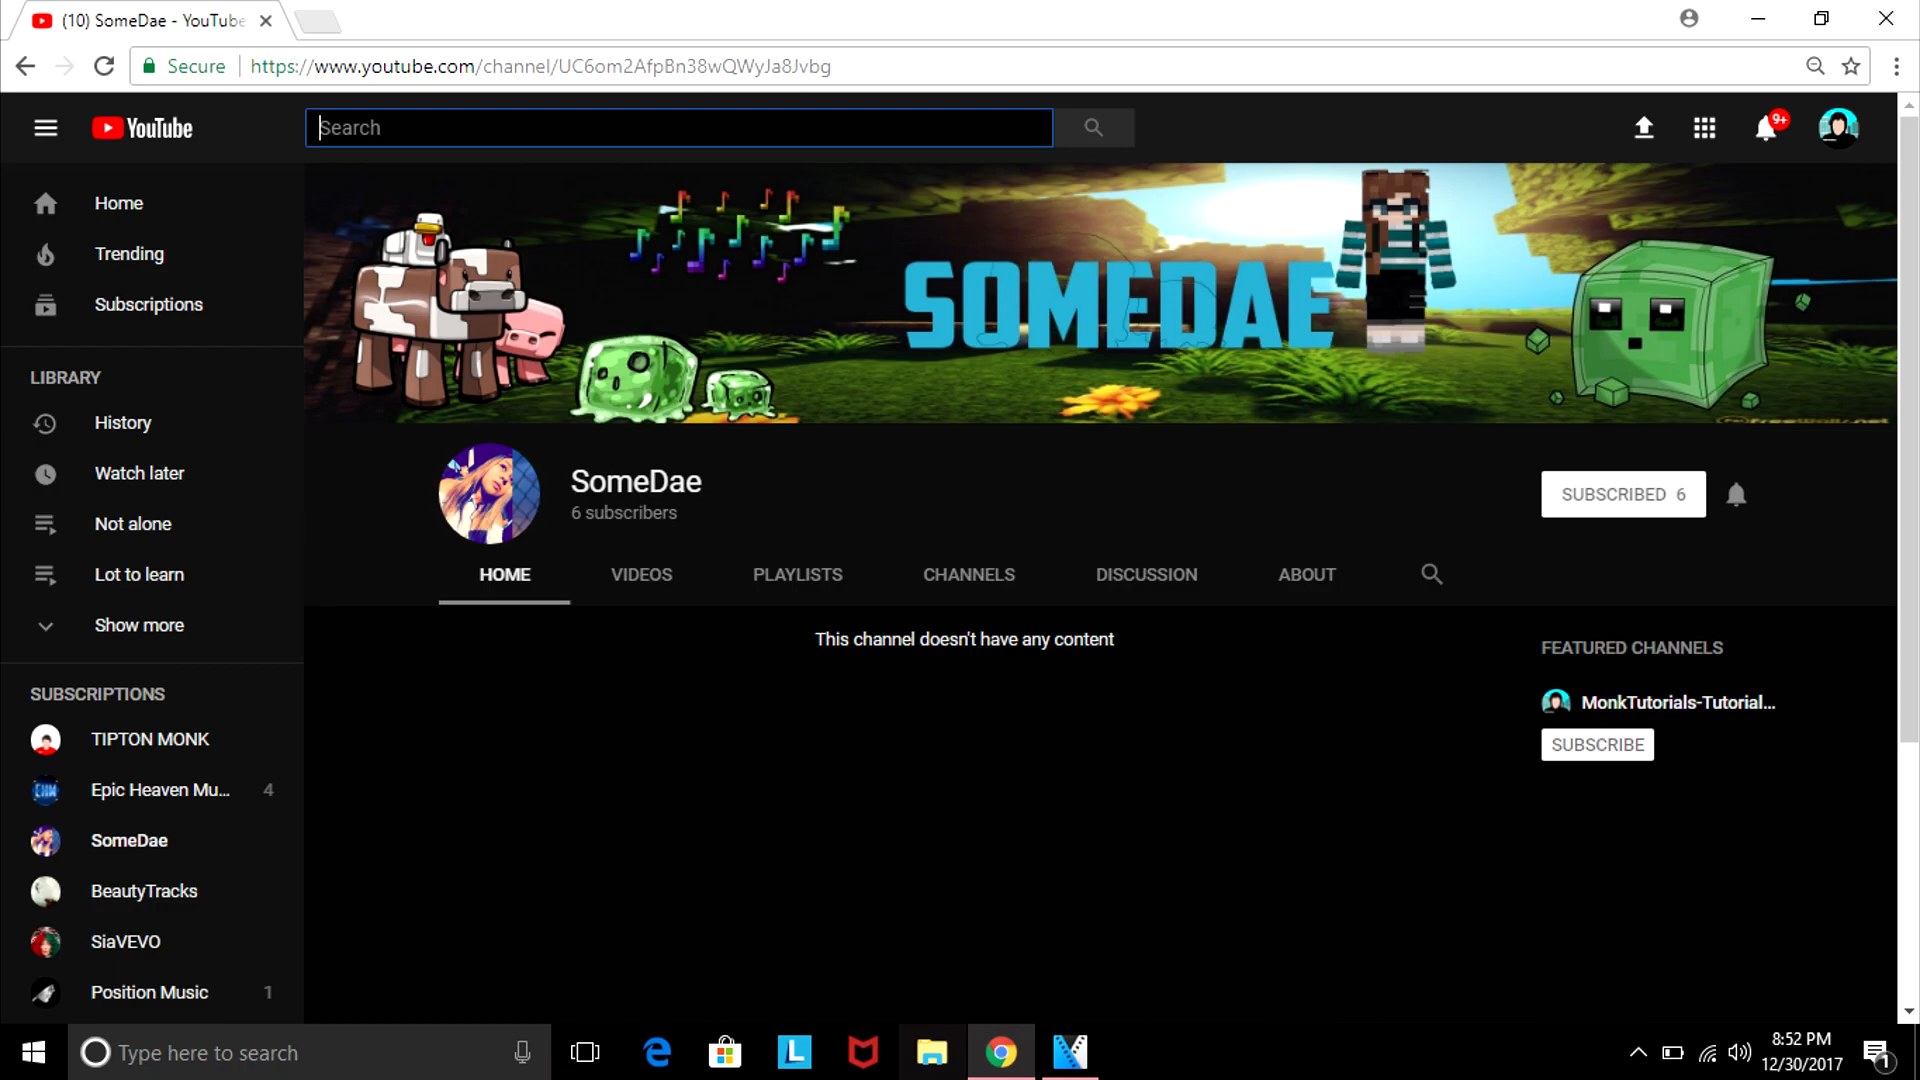 (10) SomeDae - YouTube
Secure
https://www.youtube.com/channel/UC6om2AfpBn38wQWyJa8Jvbg
YouTube
Search
9+
Home
Trending
Subscriptions
LIBRARY
History
Watch later
Not alone
Lot to learn
Show more
SUBSCRIPTIONS
TIPTON MONK
Epic Heaven Mu... 4
SomeDae
BeautyTracks
SiaVEVO
Position Music 1
SOMEDAE
SomeDae
6 subscribers
SUBSCRIBED 6
HOME VIDEOS PLAYLISTS CHANNELS DISCUSSION ABOUT
This channel doesn't have any content
FEATURED CHANNELS
MonkTutorials-Tutorial...
SUBSCRIBE
Type here to search
8:52 PM
12/30/2017
1